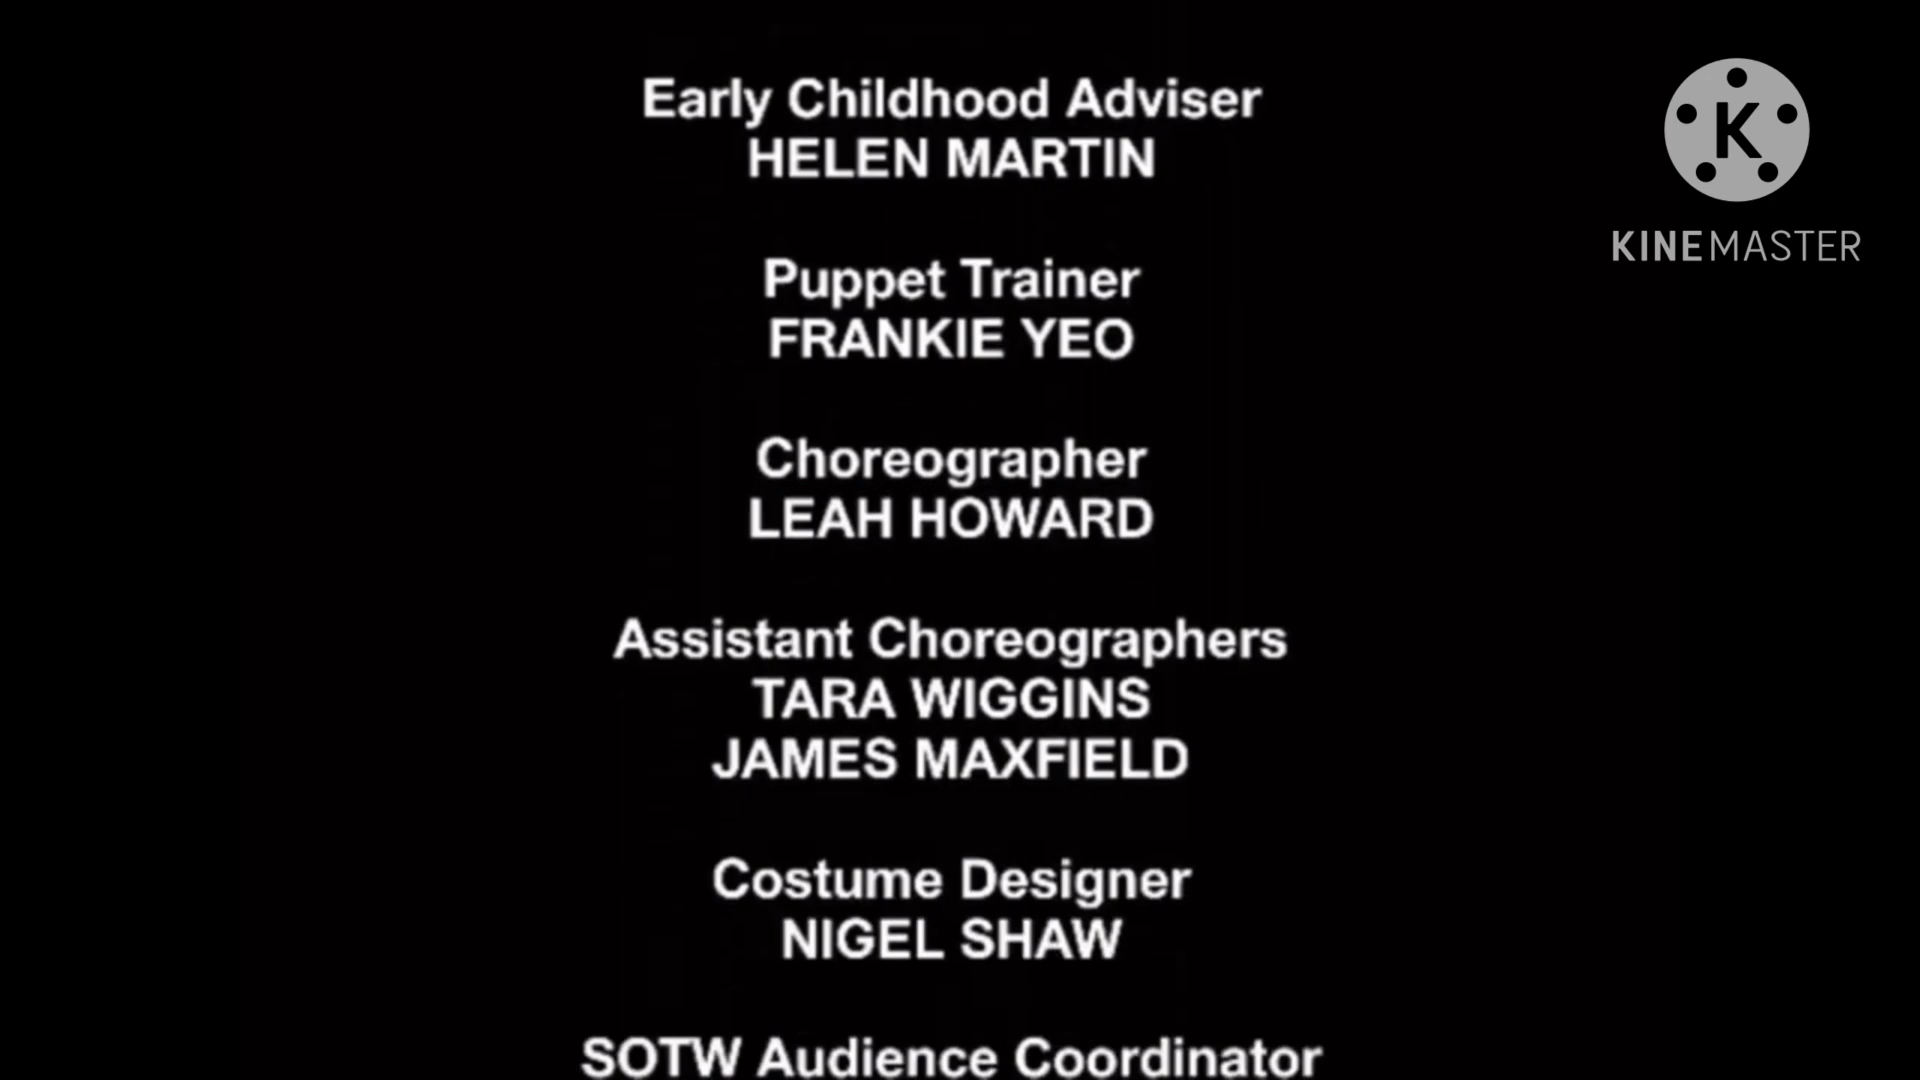 Early Childhood Adviser
HELEN MARTIN
Puppet Trainer
FRANKIE YEO
Choreographer
LEAH HOWARD
Assistant Choreographers
TARA WIGGINS
JAMES MAXFIELD
Costume Designer
NIGEL SHAW
SOTW Audience Coordinator
K
KINEMASTER